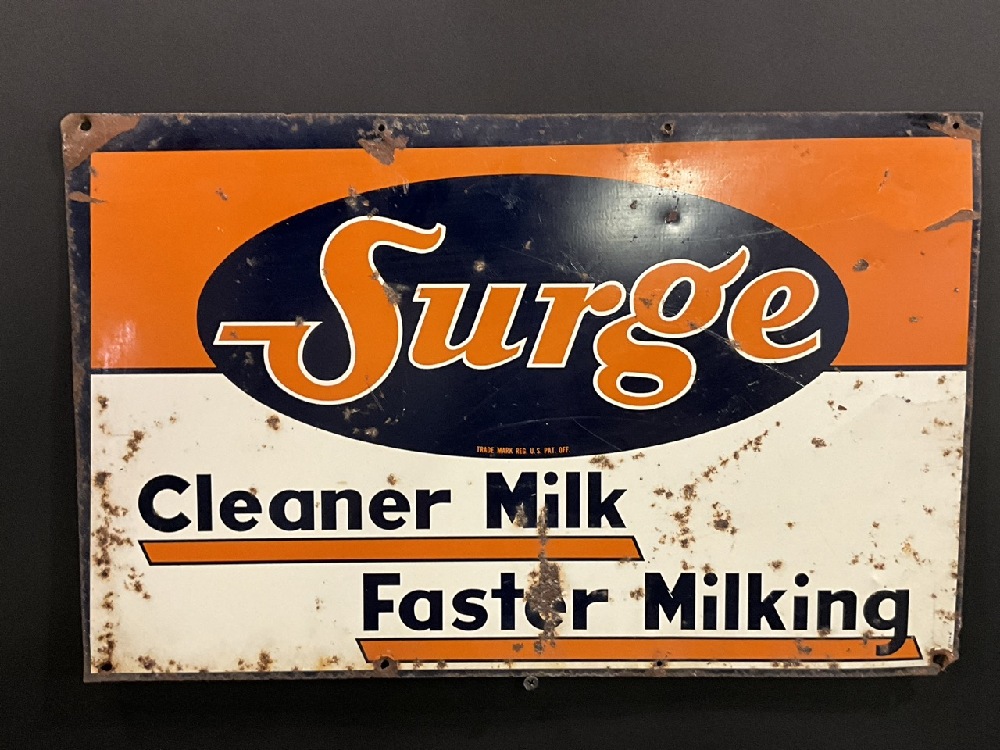 Surge
TRADE MARK REG. U.S. PAT. OFF.
Cleaner Milk
Faster Milking